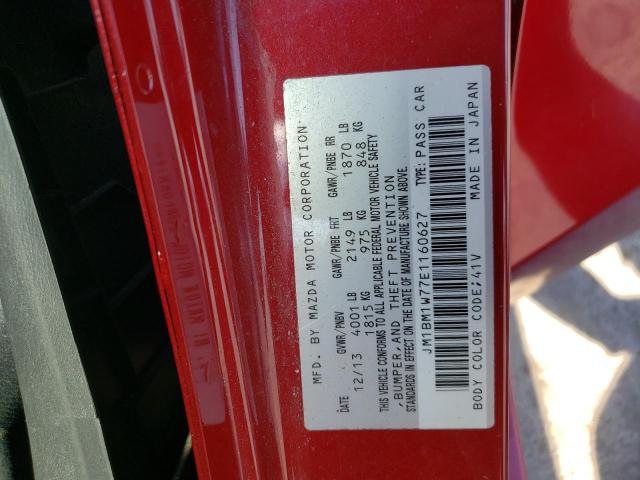 MFD. BY MAZDA MOTOR CORPORATION
DATE GVWR/PNBV GAWR/PNBE FRT GAWR/PNBE RR
12/13 4001 LB 2149 LB 1870 LB
1815 KG 975 KG 848 KG
THIS VEHICLE CONFORMS TO ALL APPLICABLE FEDERAL MOTOR VEHICLE SAFETY
,BUMPER,AND THEFT PREVENTION
STANDARDS IN EFFECT ON THE DATE OF MANUFACTURE SHOWN ABOVE.
JM1BM1W77E1160627 TYPE: PASS CAR
BODY COLOR CODE;41V MADE IN JAPAN